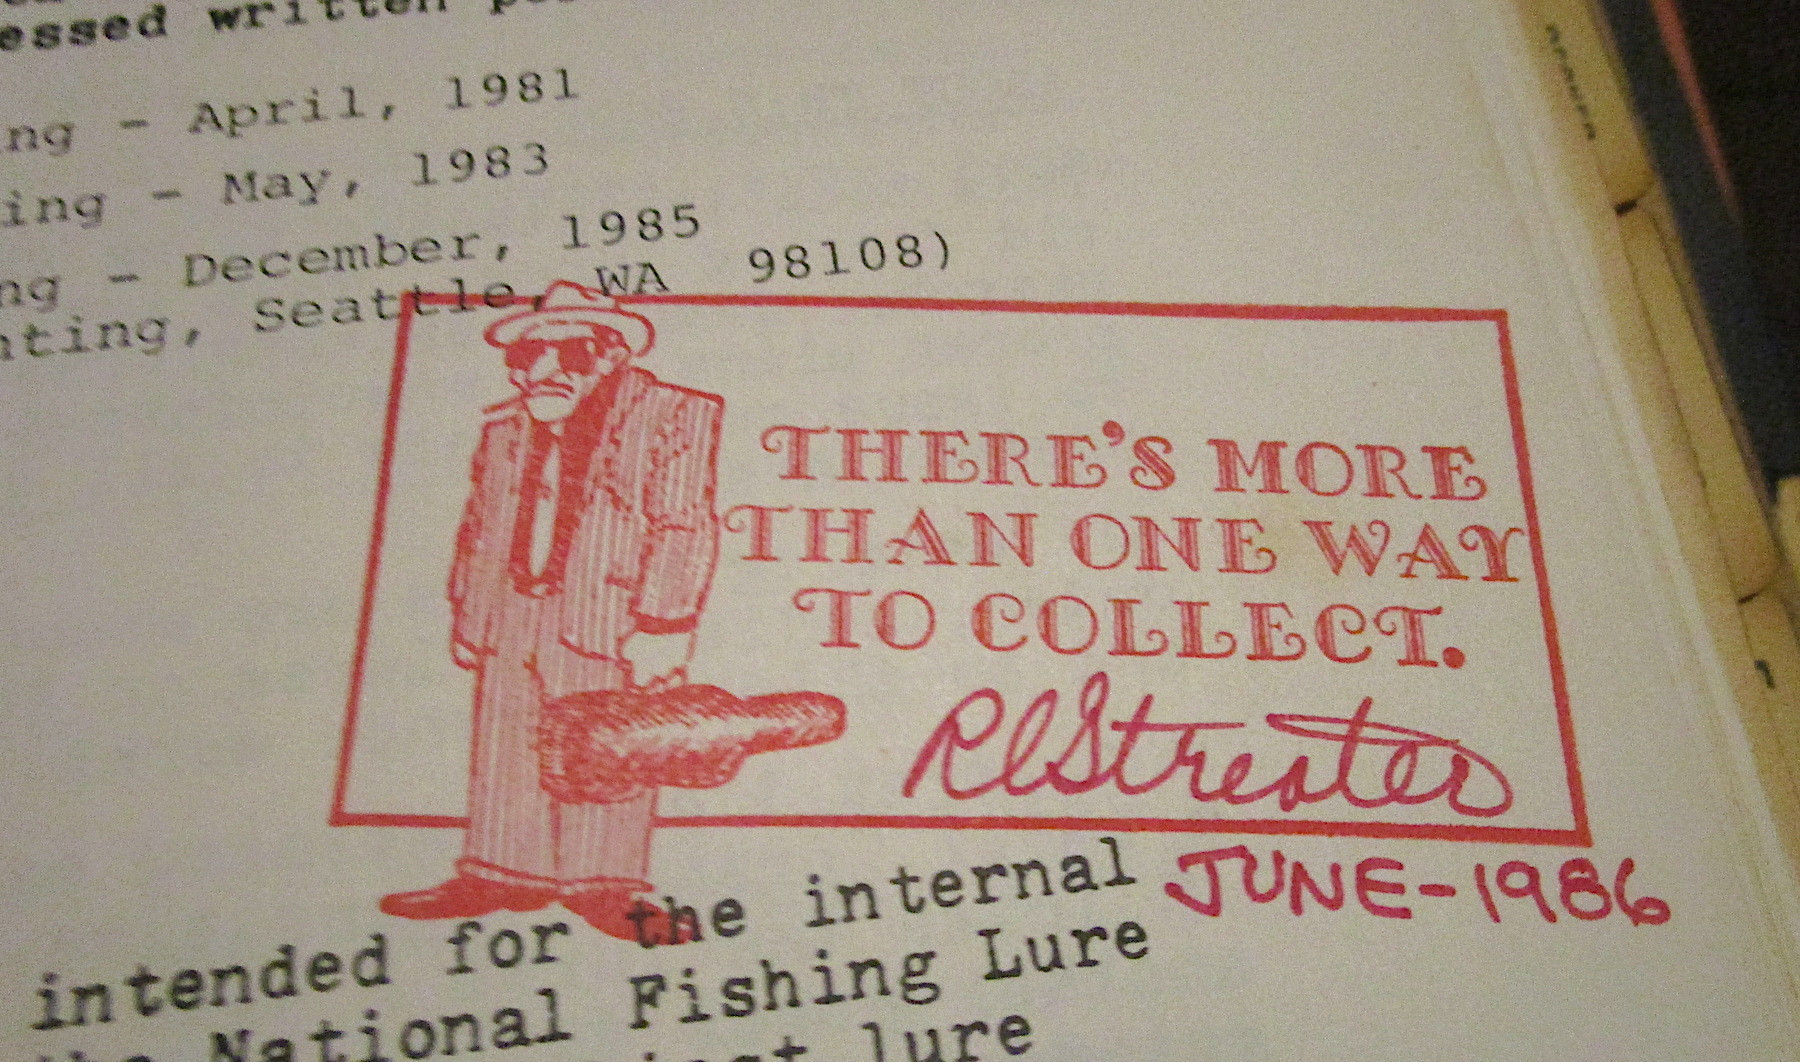 essed written
ng - April, 1981
ing - May, 1983
ng - December, 1985
nting, Seattle, WA 98108)
THERE'S MORE
THAN ONE WAY
TO COLLECT.
RLStreater
JUNE-1986
intended for the internal
the National Fishing Lure
lure